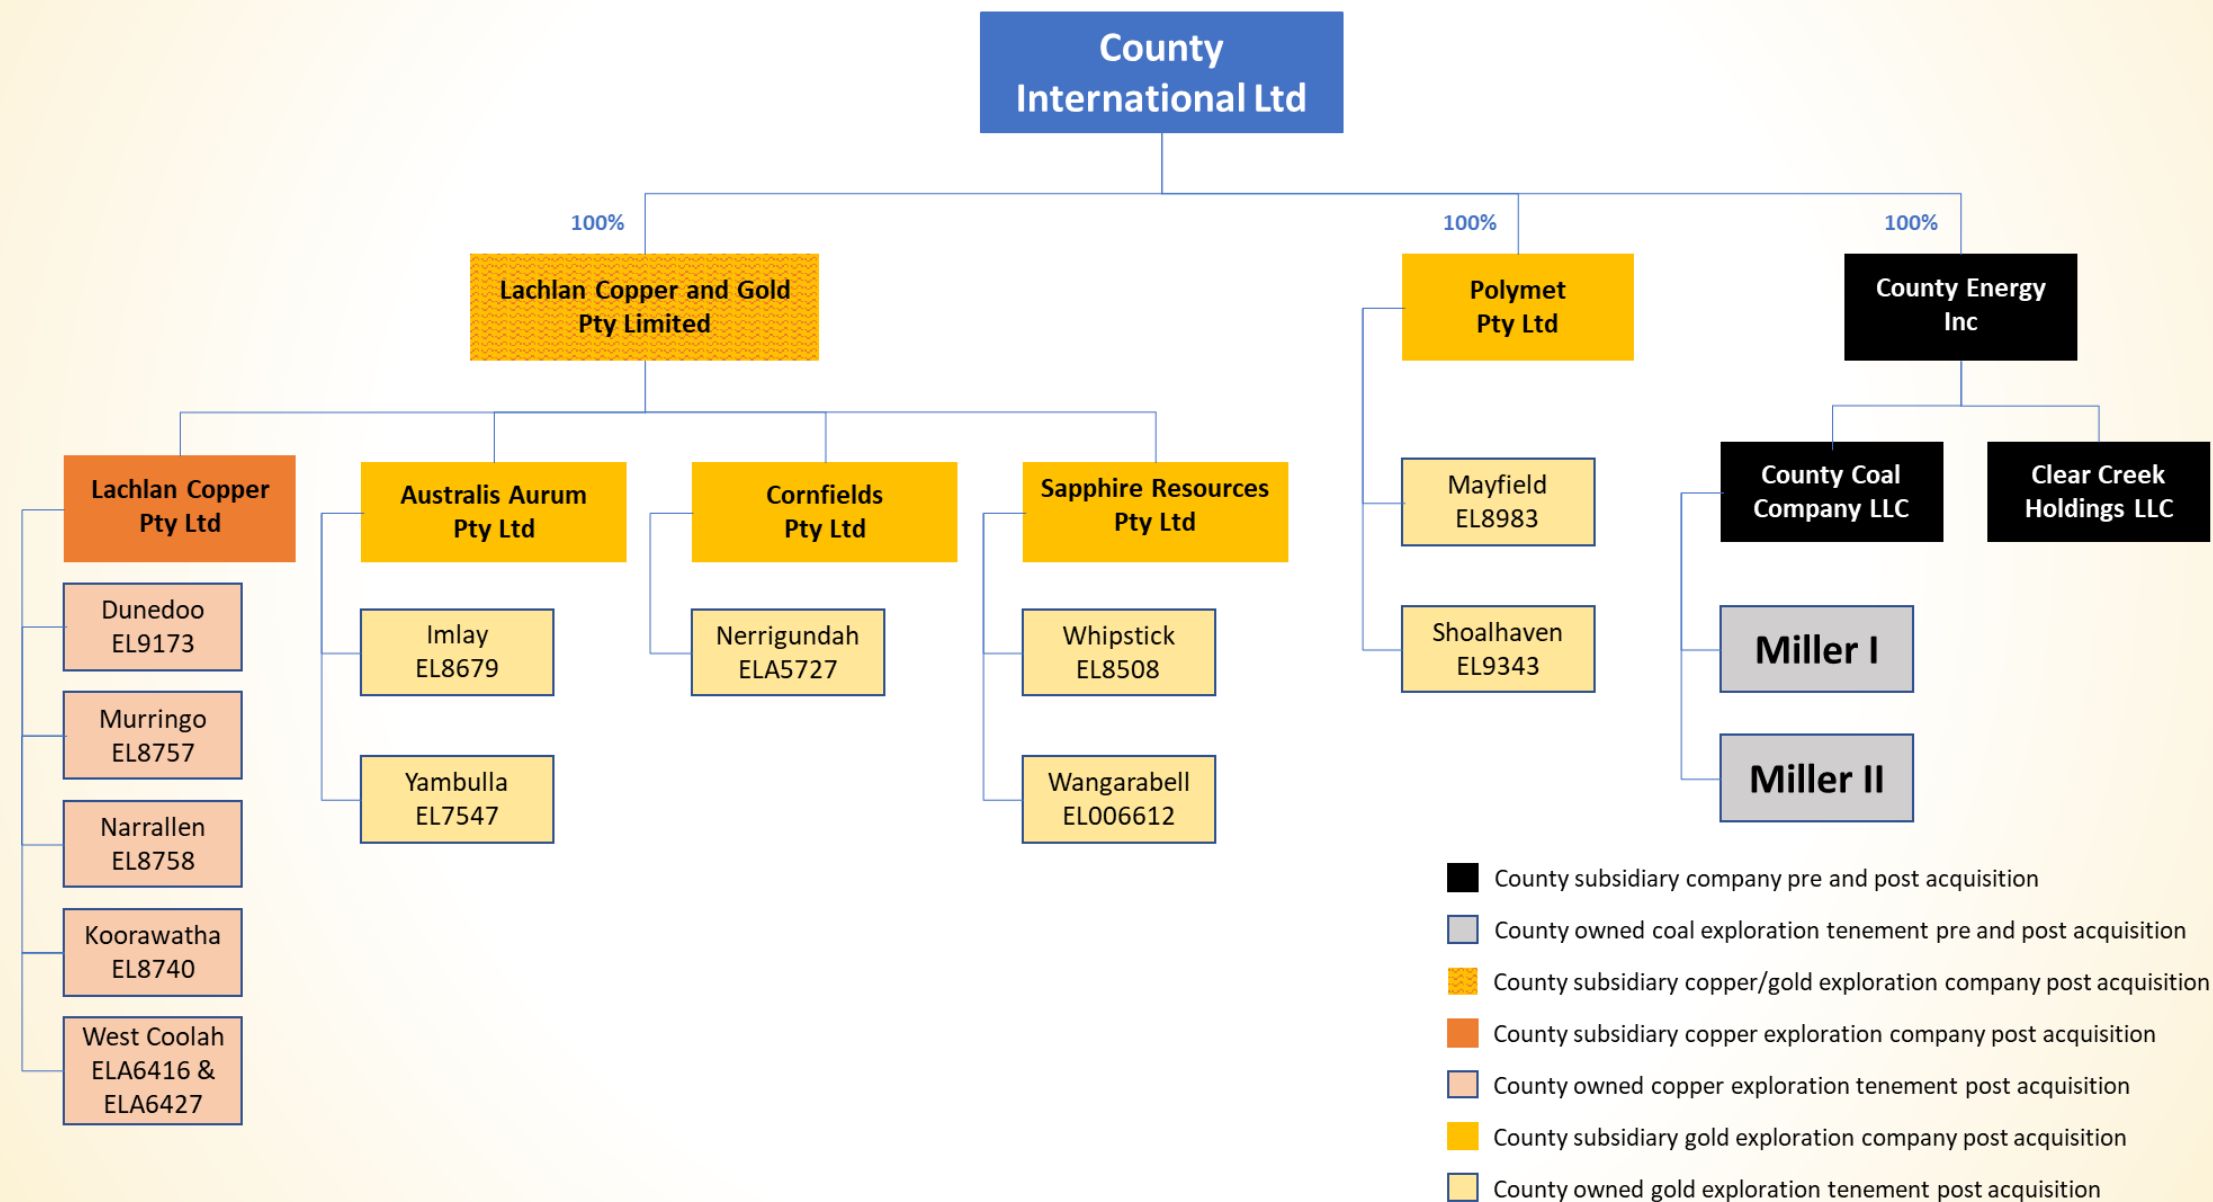 County
International Ltd
100%
100%
100%
Lachlan Copper and Gold
Pty Limited
Polymet
Pty Ltd
County Energy
Inc
Lachlan Copper
Pty Ltd
Australis Aurum
Pty Ltd
Cornfields
Pty Ltd
Sapphire Resources
Pty Ltd
Mayfield
EL8983
County Coal
Company LLC
Clear Creek
Holdings LLC
Dunedoo
EL9173
Imlay
EL8679
Nerrigundah
ELA5727
Whipstick
EL8508
Shoalhaven
EL9343
Miller I
Murringo
EL8757
Yambulla
EL7547
Wangarabell
EL006612
Miller II
Narrallen
EL8758
Koorawatha
EL8740
West Coolah
ELA6416 &
ELA6427
County subsidiary company pre and post acquisition
County owned coal exploration tenement pre and post acquisition
County subsidiary copper/gold exploration company post acquisition
County subsidiary copper exploration company post acquisition
County owned copper exploration tenement post acquisition
County subsidiary gold exploration company post acquisition
County owned gold exploration tenement post acquisition